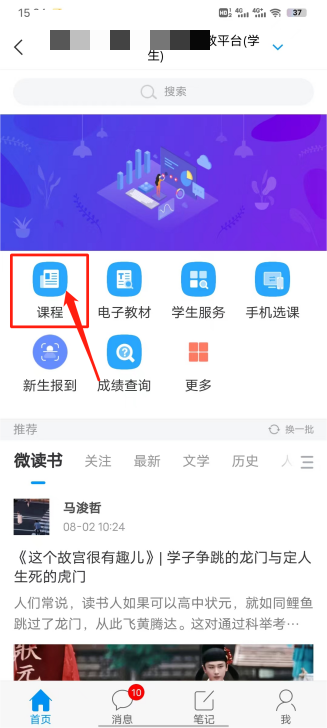 15
37
放平台(学
生)
搜索
课程
电子教材
学生服务
手机选课
新生报到
成绩查询
更多
推荐
换一批
微读书
关注
最新
文学
历史
马浚哲
08-02 10:24
《这个故宫很有趣儿》| 学子争跳的龙门与定人
生死的虎门
人们常说，读书人如果可以高中状元，就如同鲤鱼
跳过了龙门，从此飞黄腾达。这对通过科举考…
状元
首页
10
消息
笔记
我